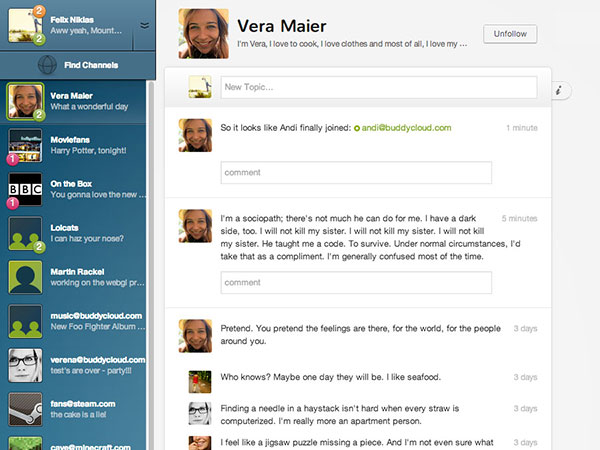 2
Felix Niklas
Aww yeah, Mount…
2
Find Channels
Vera Maier
What a wonderful day
2
Moviefans
Harry Potter, tonight!
1
On the Box
You gonna love the new …
BBC
1
Lolcats
I can haz your nose?
2
Martin Rackel
working on the webgl pr…
music@buddycloud.com
New Foo Fighter Album …
verena@buddycloud.com
test's are over - party!!!
fans@steam.com
the cake is a lie!
cave@minecraft.com
Vera Maier
I'm Vera, I love to cook, I love clothes and most of all, I love my …
Unfollow
New Topic…
i
So it looks like Andi finally joined: andi@buddycloud.com
1 minute
comment
I'm a sociopath; there's not much he can do for me. I have a dark
5 minutes
side, too. I will not kill my sister. I will not kill my sister. I will not kill
my sister. He taught me a code. To survive. Under normal circumstances, I'd
take that as a compliment. I'm generally confused most of the time.
comment
Pretend. You pretend the feelings are there, for the world, for the people
3 days
around you.
Who knows? Maybe one day they will be. I like seafood.
3 days
Finding a needle in a haystack isn't hard when every straw is
3 days
computerized. I'm really more an apartment person.
I feel like a jigsaw puzzle missing a piece. And I'm not even sure what
3 days